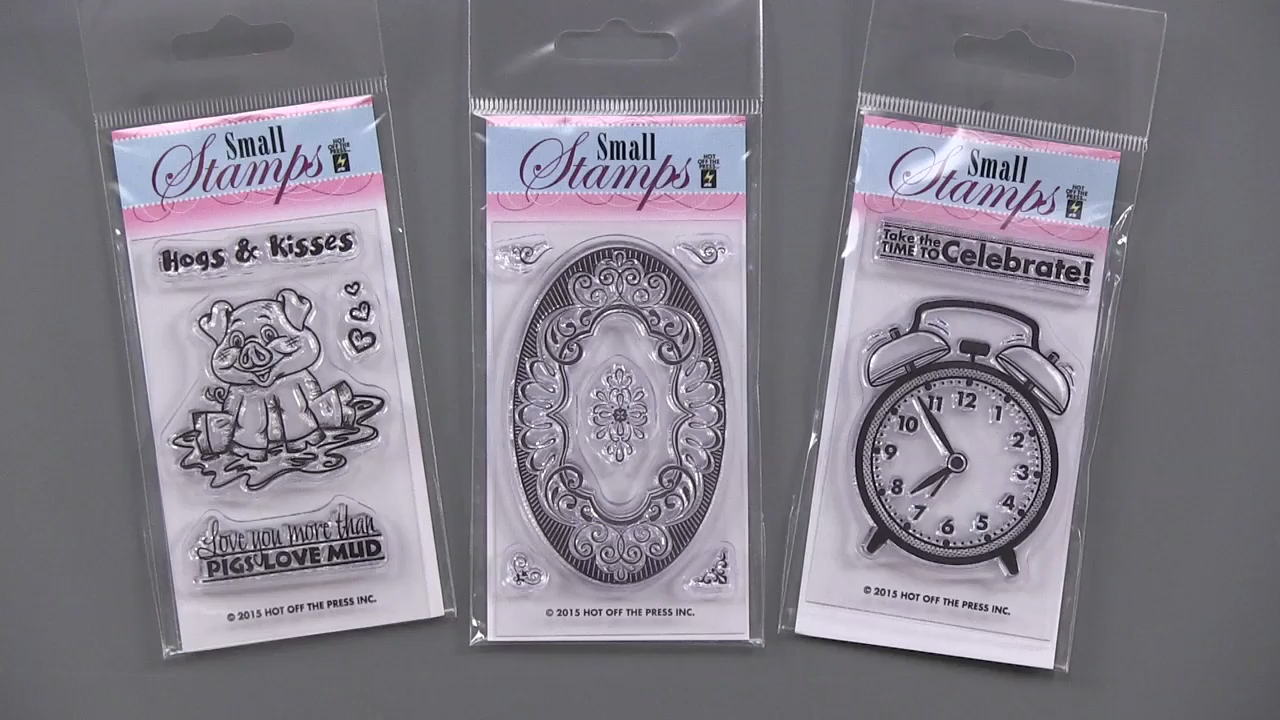 Small
Stamps
HOT
OFF THE
PRESS
Hogs & Kisses
Love you more than
PIGS LOVE MUD
© 2015 HOT OFF THE PRESS INC.
Small
Stamps
HOT
OFF THE
PRESS
© 2015 HOT OFF THE PRESS INC.
Small
Stamps
HOT
OFF THE
PRESS
Take the
TIME TO Celebrate!
12
11
1
10
2
9
3
8
4
7
5
6
© 2015 HOT OFF THE PRESS INC.